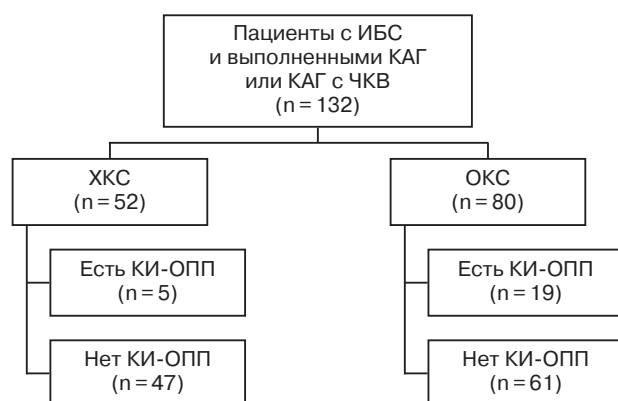 Пациенты с ИБС
и выполненными КАГ
или КАГ с ЧКВ
(n = 132)
ХКС
(n = 52)
ОКС
(n = 80)
Есть КИ-ОПП
(n = 5)
Есть КИ-ОПП
(n = 19)
Нет КИ-ОПП
(n = 47)
Нет КИ-ОПП
(n = 61)